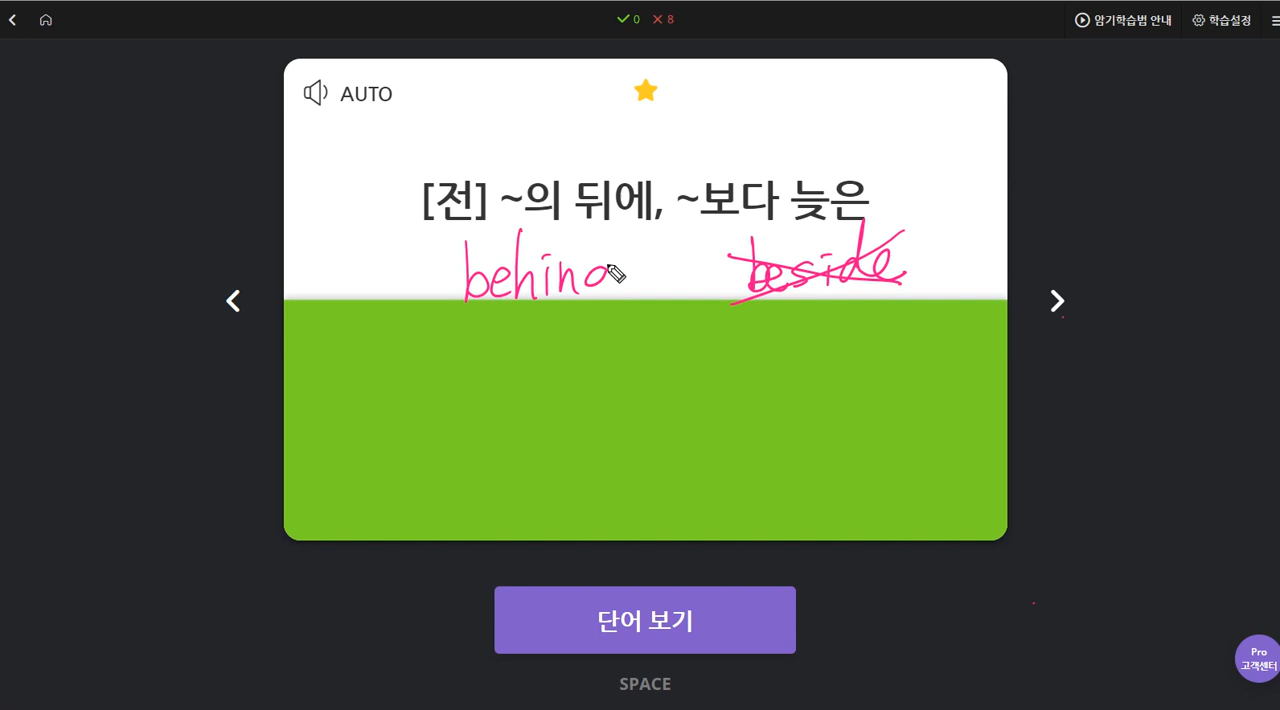 0 8
암기학습법 안내
학습설정
AUTO
[전] ~의 뒤에, ~보다 늦은
behino beside
단어 보기
SPACE
Pro
고객센터